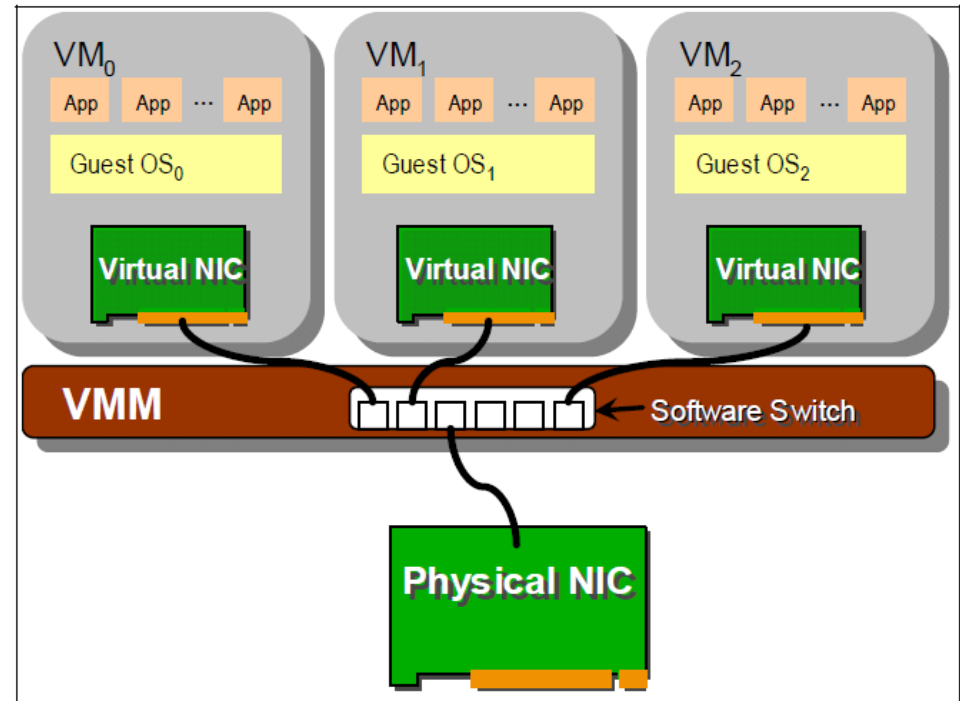 VM0 VM1 VM2
App App ... App App App ... App App App ... App
Guest OS0 Guest OS1 Guest OS2
Virtual NIC Virtual NIC Virtual NIC
VMM Software Switch
Physical NIC